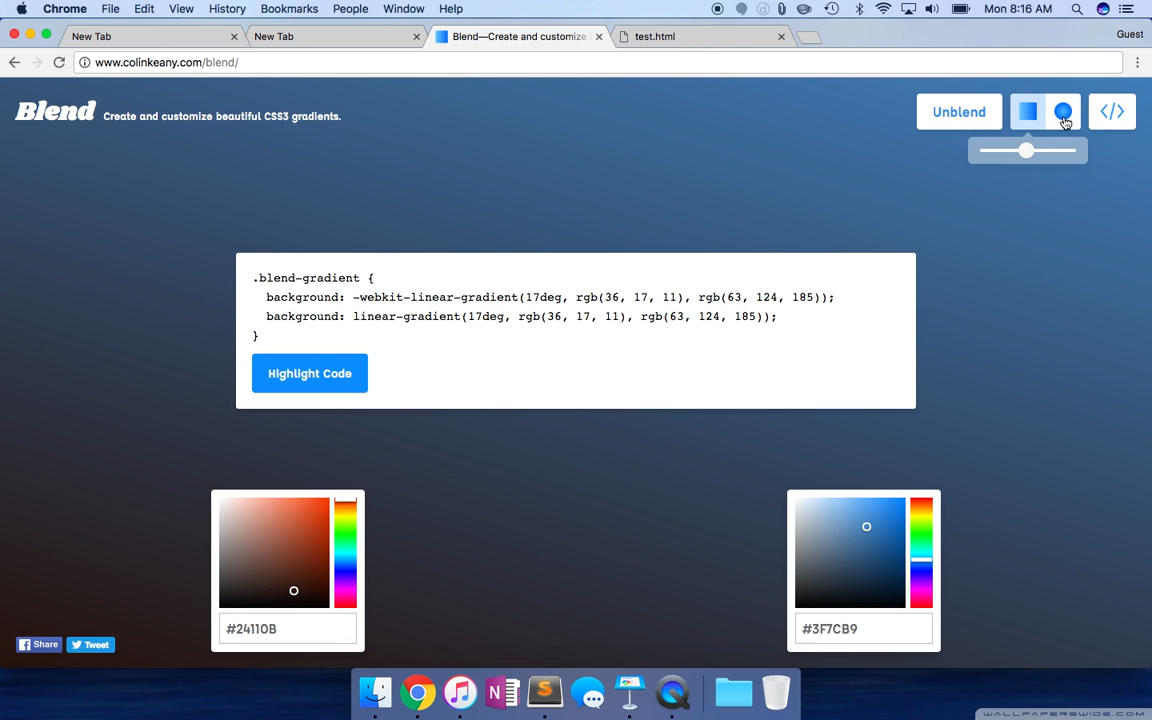 Chrome File Edit View History Bookmarks People Window Help Mon 8:16 AM
New Tab New Tab Blend—Create and customize test.html Guest
www.colinkeany.com/blend/
Blend Create and customize beautiful CSS3 gradients. Unblend </>
.blend-gradient {
background: -webkit-linear-gradient(17deg, rgb(36, 17, 11), rgb(63, 124, 185));
background: linear-gradient(17deg, rgb(36, 17, 11), rgb(63, 124, 185));
}
Highlight Code
#24110B #3F7CB9
Share Tweet
WALLPAPERSWIDE.COM